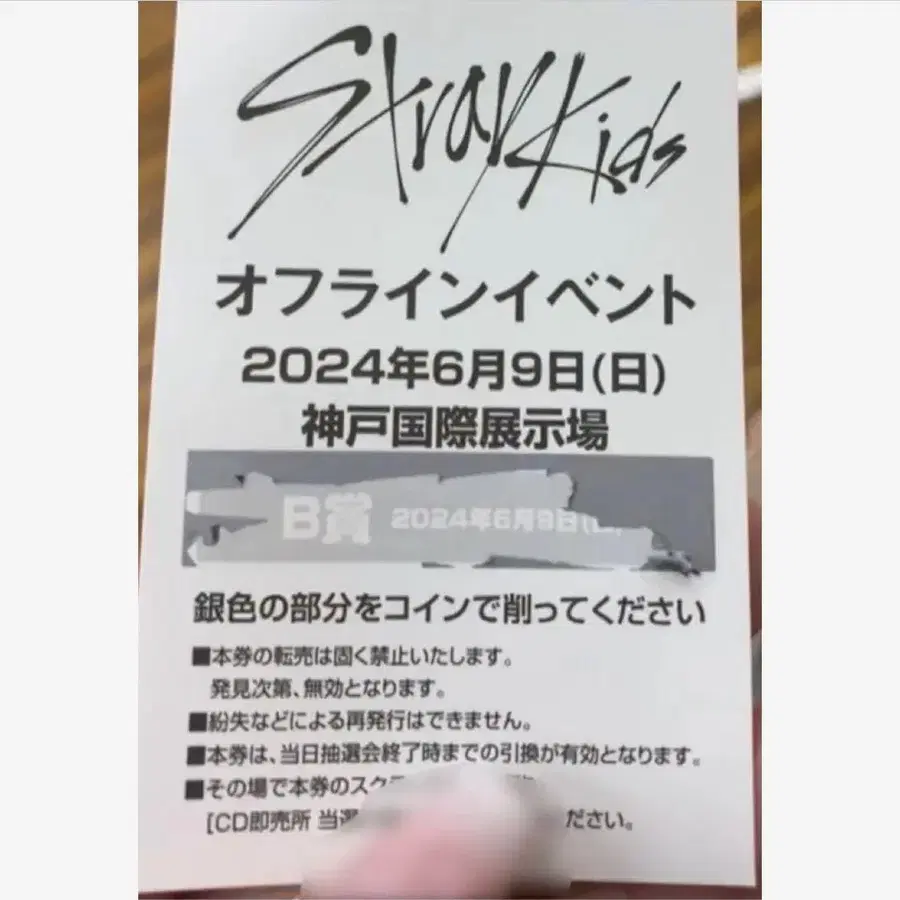 Stray Kids
オフラインイベント
2024年6月9日(日)
神戸国際展示場
B賞 2024年6月9日(
銀色の部分をコインで削ってください
■本券の転売は固く禁止いたします。
発見次第、無効となります。
■紛失などによる再発行はできません。
■本券は、当日抽選会終了時までの引換が有効となります。
■その場で本券のスク
[CD即売所 当選 ださい。